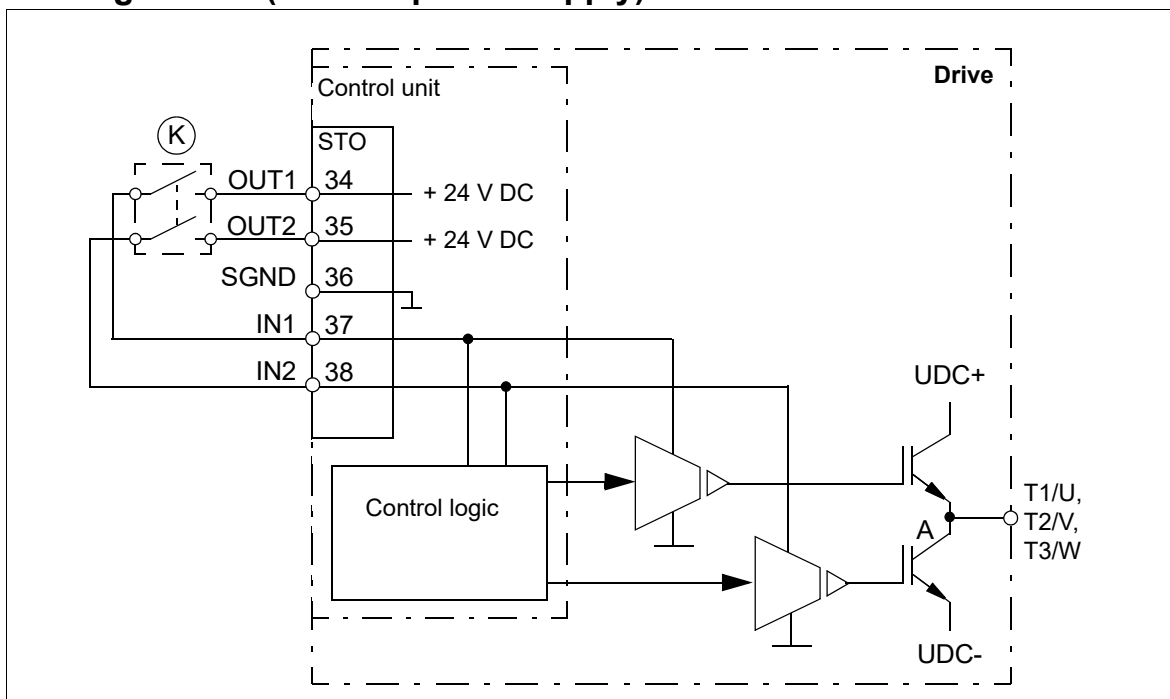 Drive
Control unit
K
STO
OUT1 34 + 24 V DC
OUT2 35 + 24 V DC
SGND 36
IN1 37
IN2 38
UDC+
Control logic
T1/U,
T2/V,
T3/W
A
UDC-